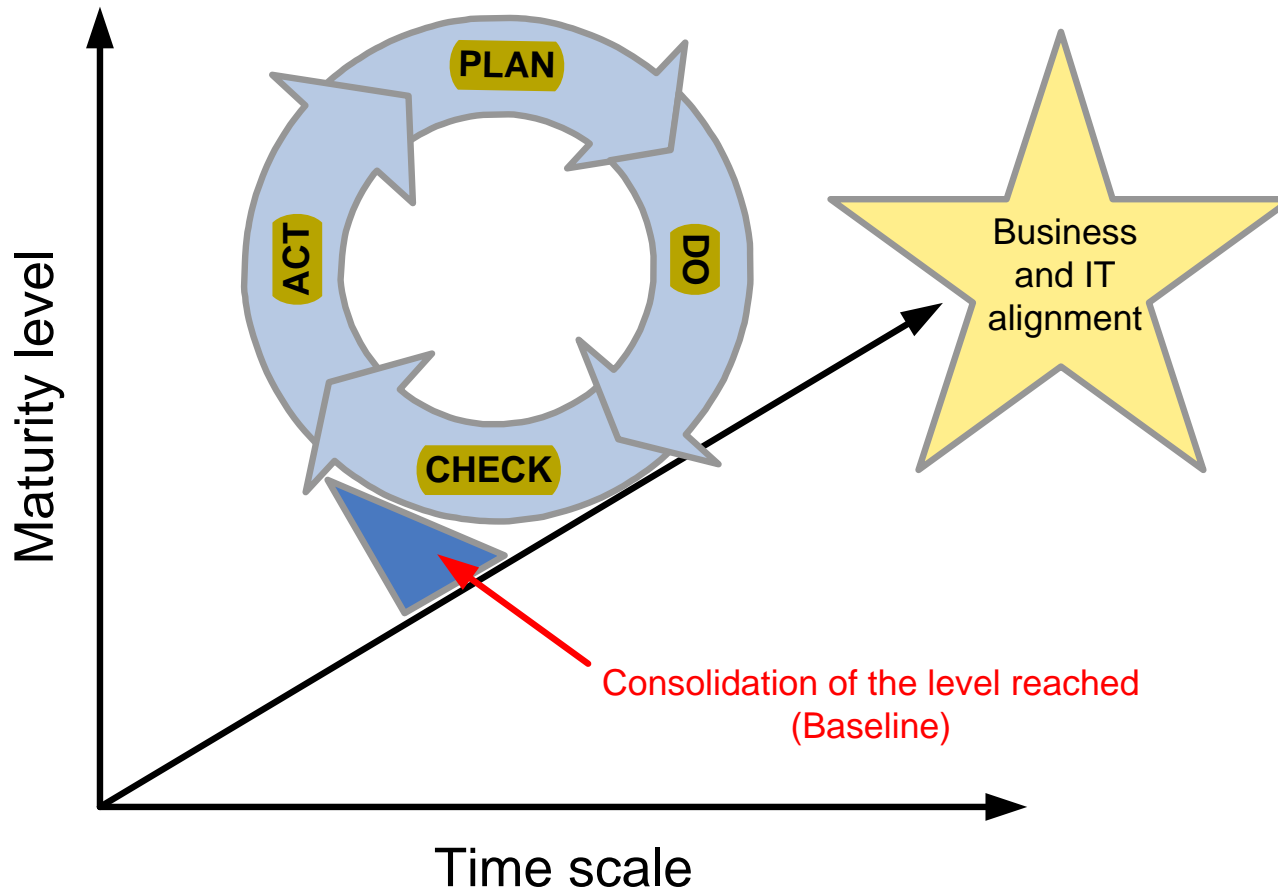 PLAN
DO
CHECK
ACT
Business
and IT
alignment
Maturity level
Consolidation of the level reached
(Baseline)
Time scale